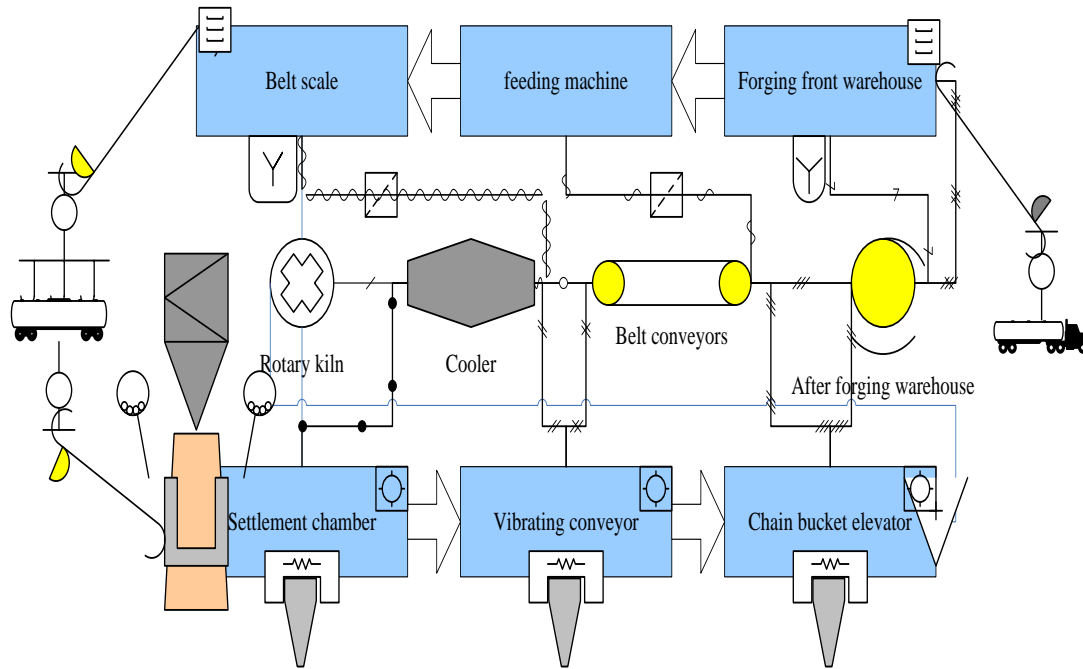 Belt scale
feeding machine
Forging front warehouse
Rotary kiln
Cooler
Belt conveyors
After forging warehouse
Settlement chamber
Vibrating conveyor
Chain bucket elevator